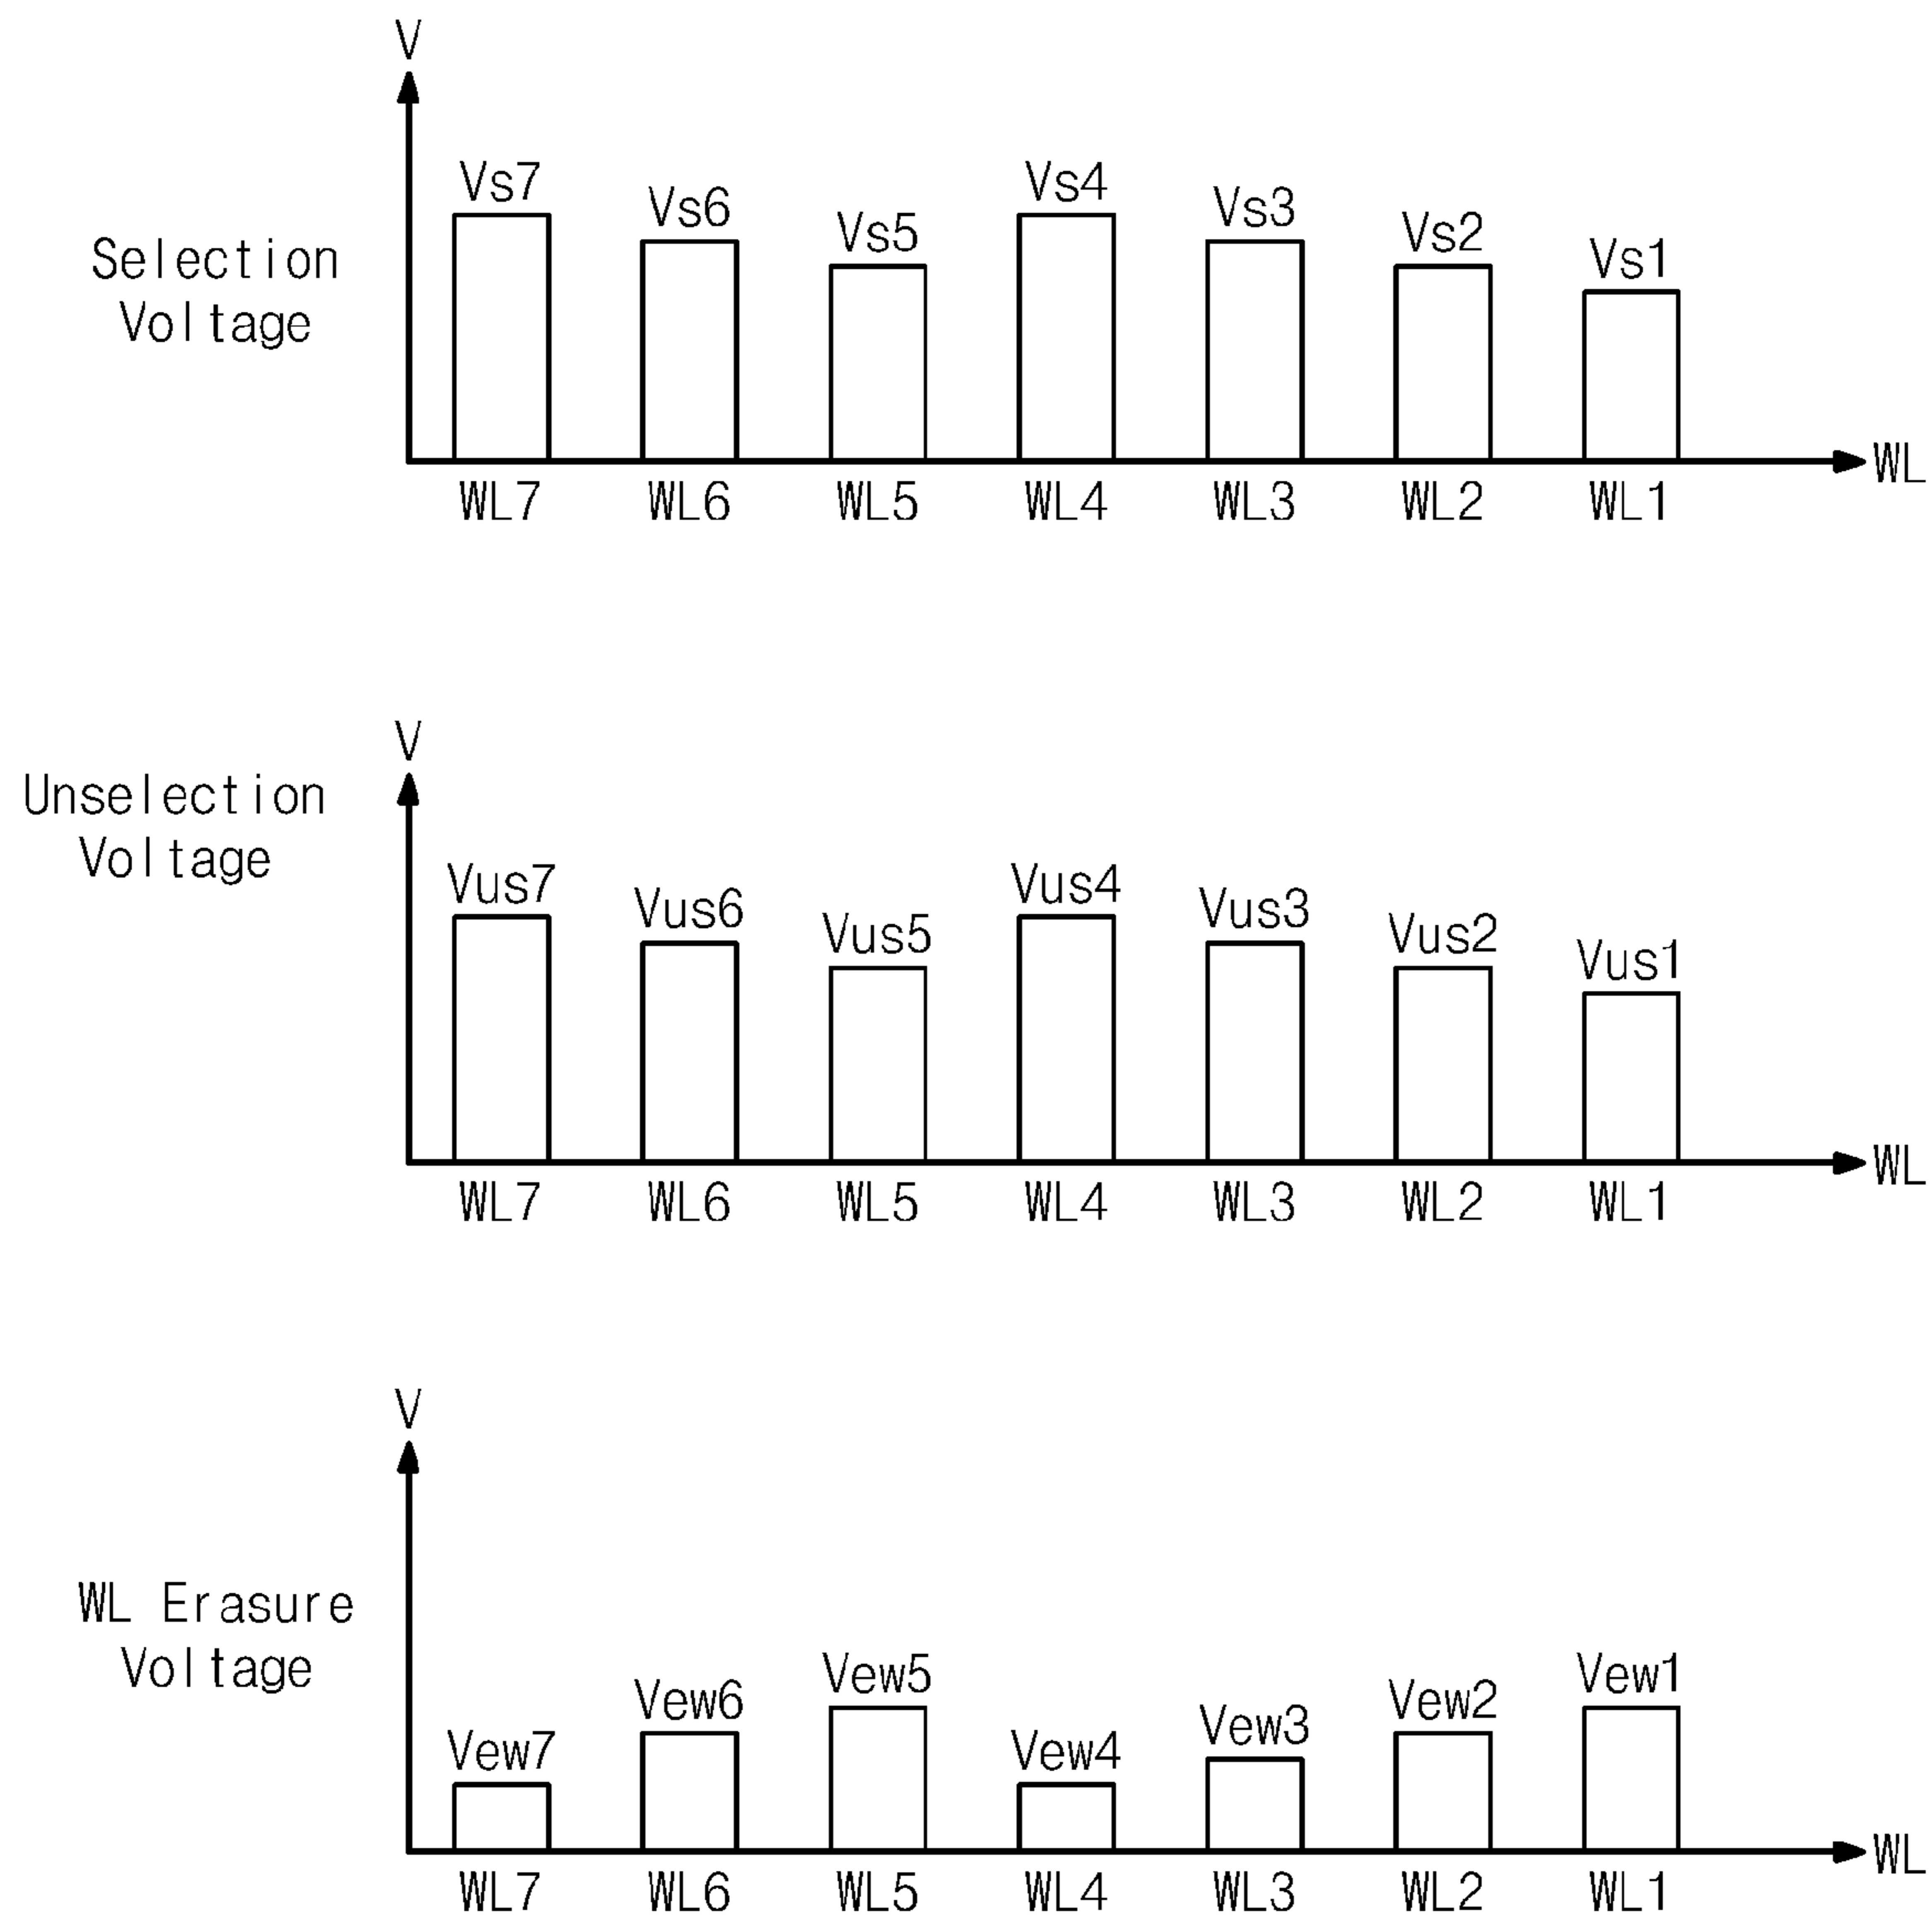 V
Vs7 Vs6 Vs5 Vs4 Vs3 Vs2 Vs1
Selection
Voltage
WL
WL7 WL6 WL5 WL4 WL3 WL2 WL1
V
Unselection
Voltage
Vus7 Vus6 Vus5 Vus4 Vus3 Vus2 Vus1
WL
WL7 WL6 WL5 WL4 WL3 WL2 WL1
V
WL Erasure
Voltage
Vew7 Vew6 Vew5 Vew4 Vew3 Vew2 Vew1
WL
WL7 WL6 WL5 WL4 WL3 WL2 WL1